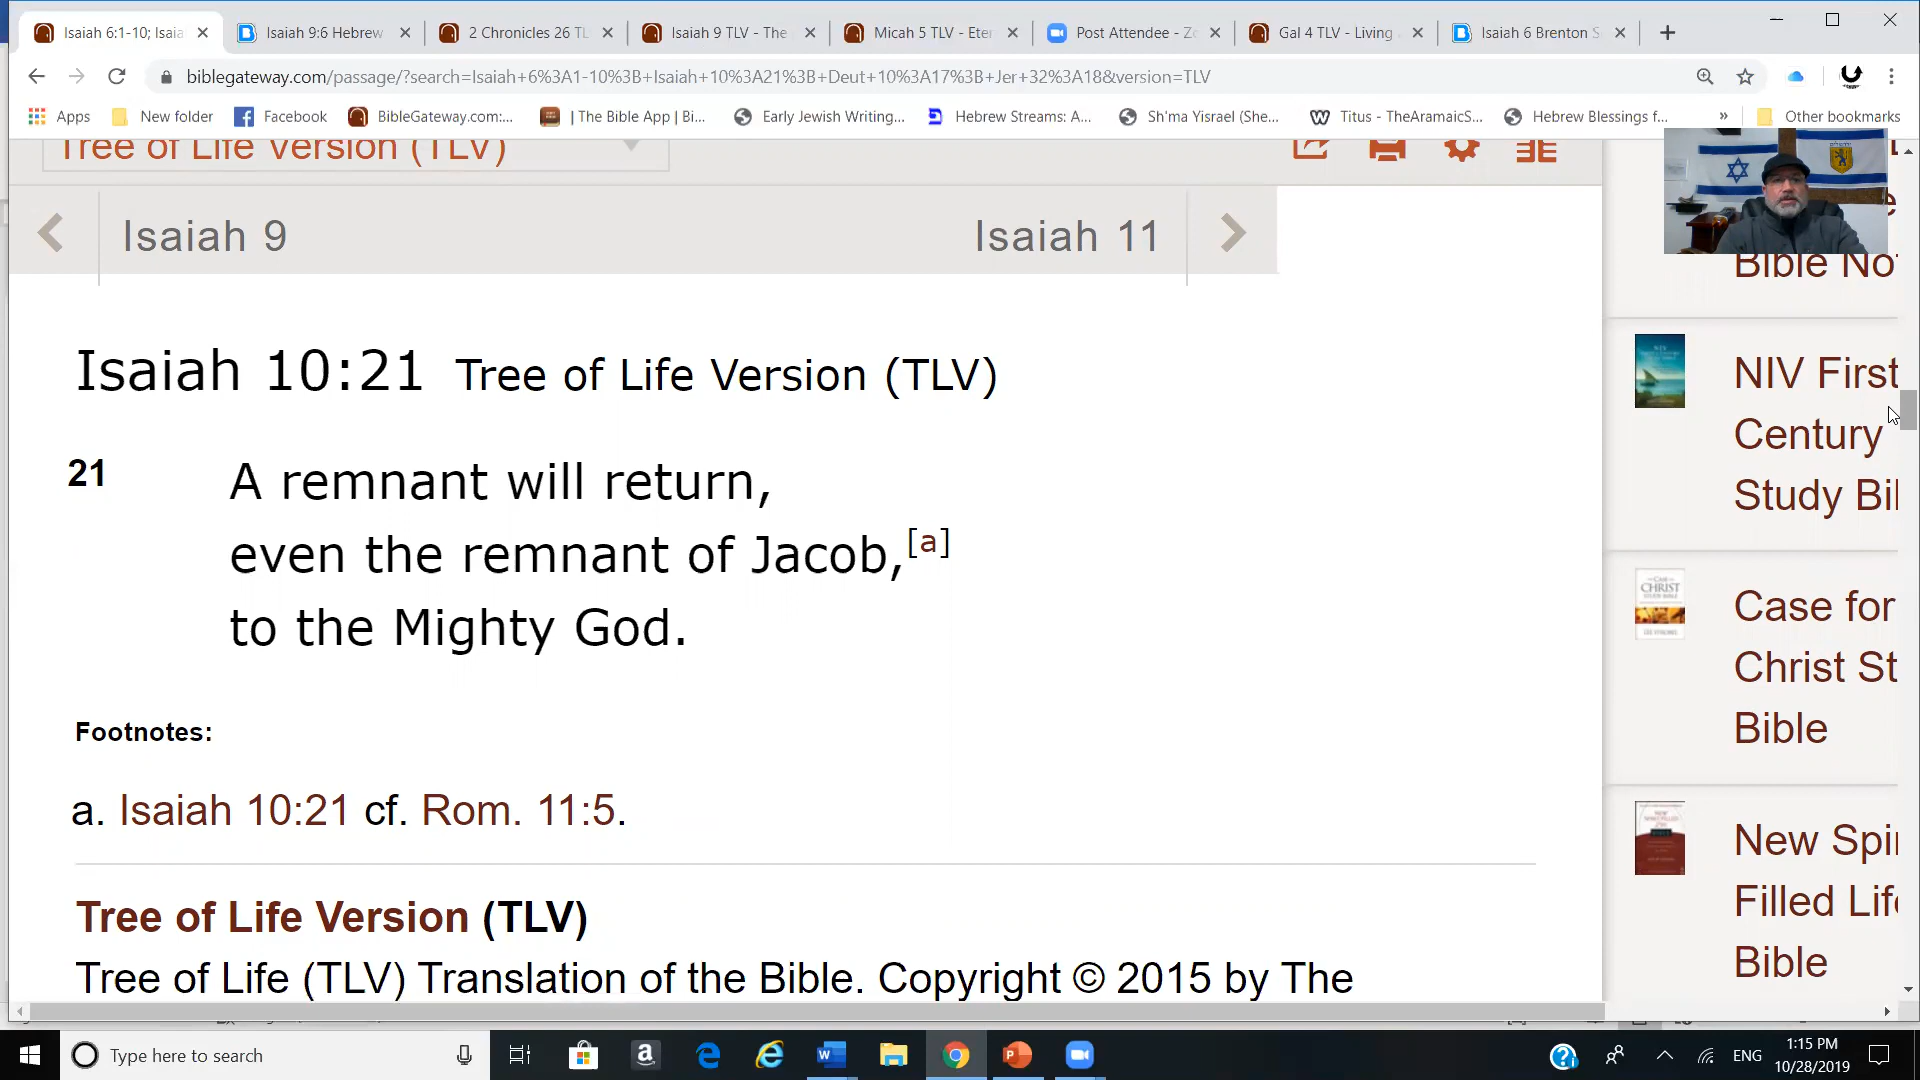 Isaiah 6:1-10; Isaia
Isaiah 9:6 Hebrew
2 Chronicles 26 TL
Isaiah 9 TLV - The
Micah 5 TLV - Eter
Post Attendee - Zo
Gal 4 TLV - Living
Isaiah 6 Brenton S
biblegateway.com/passage/?search=Isaiah+6%3A1-10%3B+Isaiah+10%3A21%3B+Deut+10%3A17%3B+Jer+32%3A18&version=TLV
Apps
New folder
Facebook
BibleGateway.com:...
| The Bible App | Bi...
Early Jewish Writing...
Hebrew Streams: A...
Sh'ma Yisrael (She...
Titus - TheAramaicS...
Hebrew Blessings f...
»
Other bookmarks
Tree of Life Version (TLV)
Isaiah 9
Isaiah 11
Isaiah 10:21 Tree of Life Version (TLV)
21 A remnant will return,
even the remnant of Jacob,[a]
to the Mighty God.
Footnotes:
a. Isaiah 10:21 cf. Rom. 11:5.
Tree of Life Version (TLV)
Tree of Life (TLV) Translation of the Bible. Copyright © 2015 by The
Bible No
NIV First
Century
Study Bi
Case for
Christ St
Bible
New Spi
Filled Lif
Bible
Type here to search
ENG
1:15 PM
10/28/2019